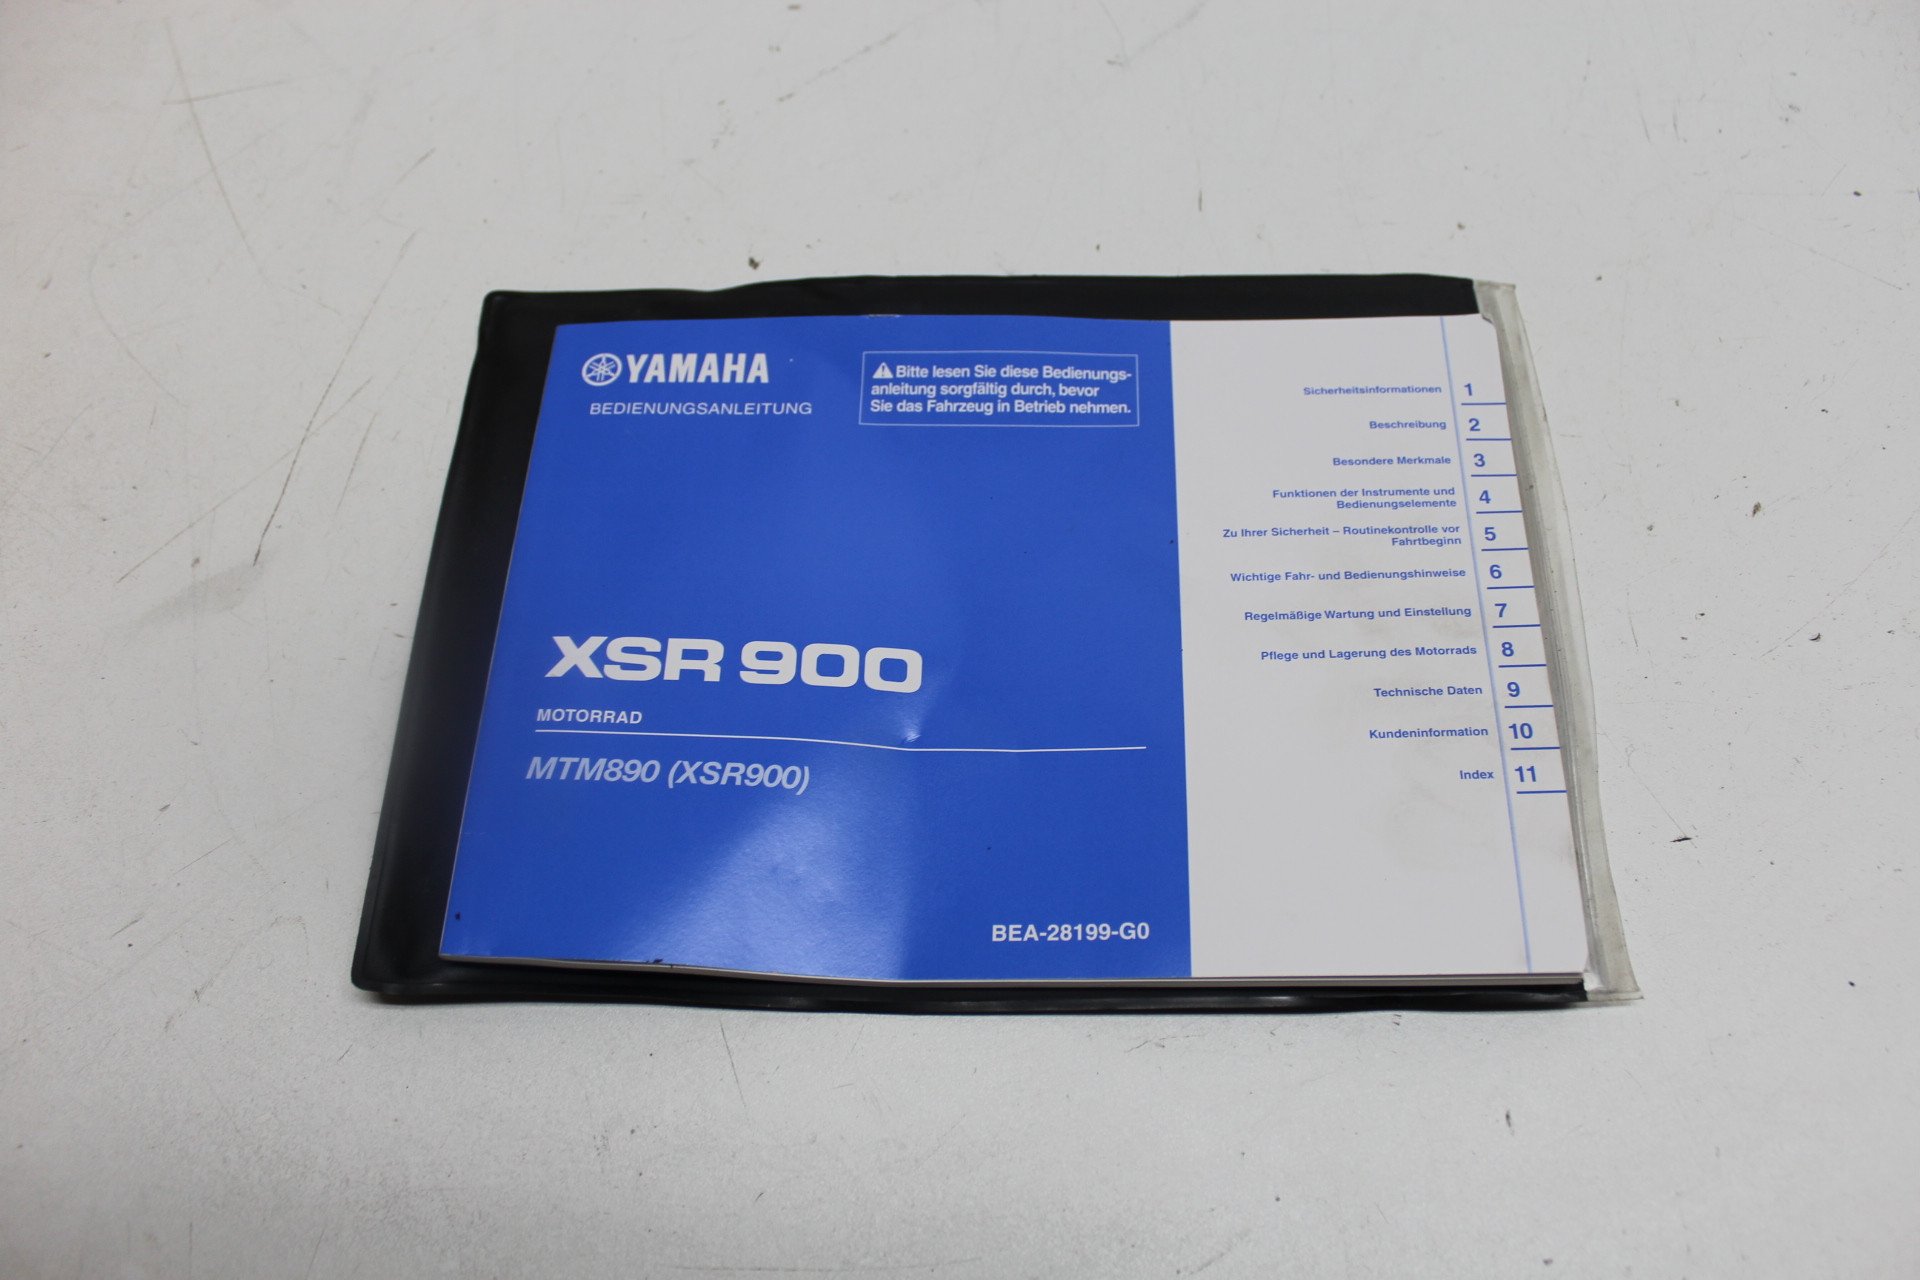 YAMAHA
BEDIENUNGSANLEITUNG
⚠ Bitte lesen Sie diese Bedienungs-
anleitung sorgfältig durch, bevor
Sie das Fahrzeug in Betrieb nehmen.
XSR 900
MOTORRAD
MTM890 (XSR900)
BEA-28199-G0
Sicherheitsinformationen 1
Beschreibung 2
Besondere Merkmale 3
Funktionen der Instrumente und
Bedienungselemente 4
Zu Ihrer Sicherheit – Routinekontrolle vor
Fahrtbeginn 5
Wichtige Fahr- und Bedienungshinweise 6
Regelmäßige Wartung und Einstellung 7
Pflege und Lagerung des Motorrads 8
Technische Daten 9
Kundeninformation 10
Index 11